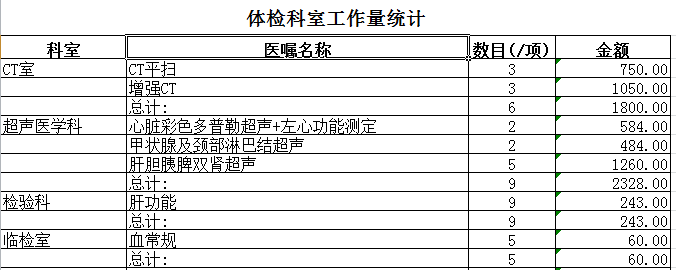 体检科室工作量统计
科室 医嘱名称 数目(/项) 金额
CT室 CT平扫 3 750.00
增强CT 3 1050.00
总计: 6 1800.00
超声医学科 心脏彩色多普勒超声+左心功能测定 2 584.00
甲状腺及颈部淋巴结超声 2 484.00
肝胆胰脾双肾超声 5 1260.00
总计: 9 2328.00
检验科 肝功能 9 243.00
总计: 9 243.00
临检室 血常规 5 60.00
总计: 5 60.00